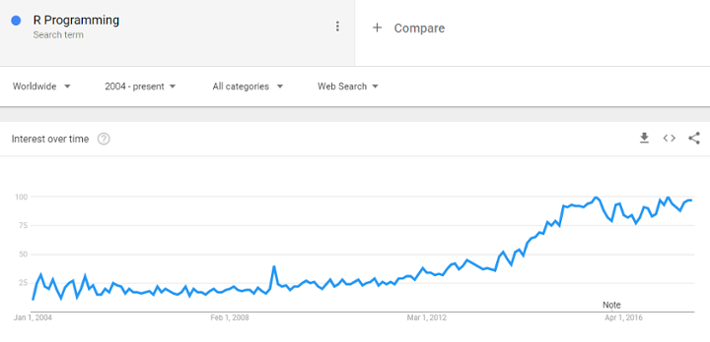 R Programming
Search term
+ Compare
Worldwide 2004 - present All categories Web Search
Interest over time ?
100
75
50
25
Note
Jan 1, 2004 Feb 1, 2008 Mar 1, 2012 Apr 1, 2016